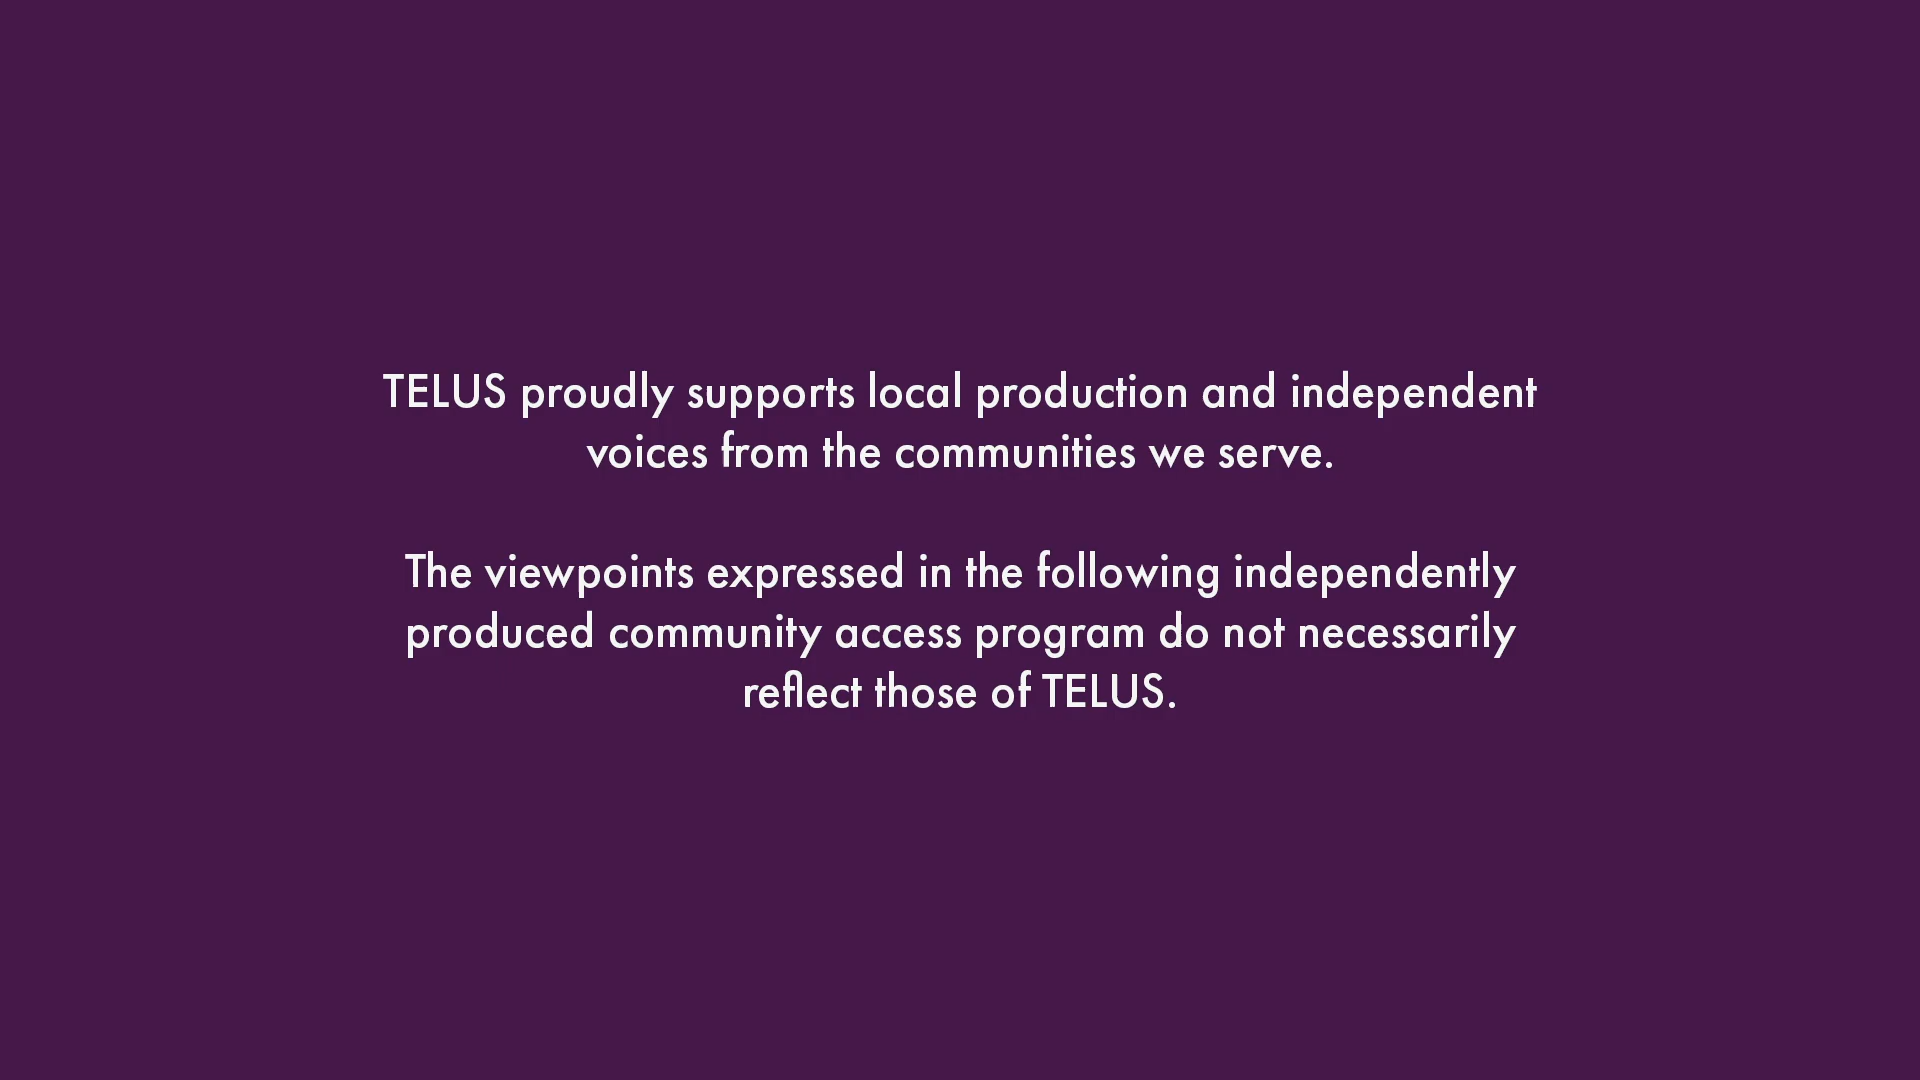 TELUS proudly supports local production and independent
voices from the communities we serve.
The viewpoints expressed in the following independently
produced community access program do not necessarily
reflect those of TELUS.